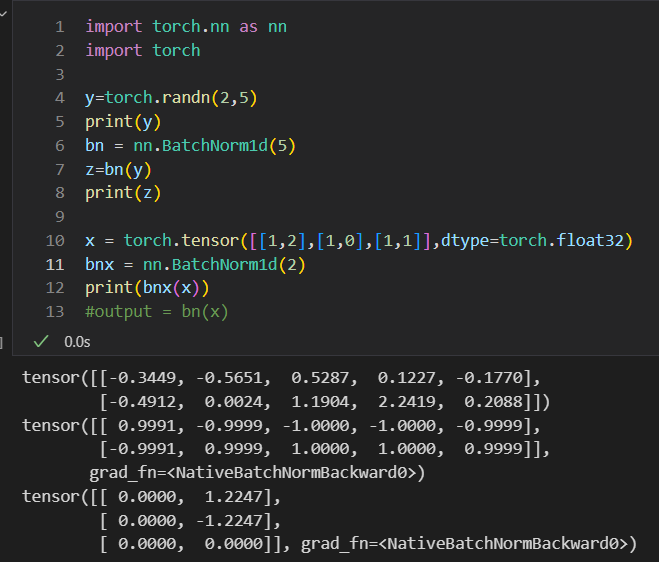 1 import torch.nn as nn
2 import torch
3
4 y=torch.randn(2,5)
5 print(y)
6 bn = nn.BatchNorm1d(5)
7 z=bn(y)
8 print(z)
9
10 x = torch.tensor([[1,2],[1,0],[1,1]],dtype=torch.float32)
11 bnx = nn.BatchNorm1d(2)
12 print(bnx(x))
13 #output = bn(x)
] ✓ 0.0s
tensor([[-0.3449, -0.5651,  0.5287,  0.1227, -0.1770],
        [-0.4912,  0.0024,  1.1904,  2.2419,  0.2088]])
tensor([[ 0.9991, -0.9999, -1.0000, -1.0000, -0.9999],
        [-0.9991,  0.9999,  1.0000,  1.0000,  0.9999]],
       grad_fn=<NativeBatchNormBackward0>)
tensor([[ 0.0000,  1.2247],
        [ 0.0000, -1.2247],
        [ 0.0000,  0.0000]], grad_fn=<NativeBatchNormBackward0>)